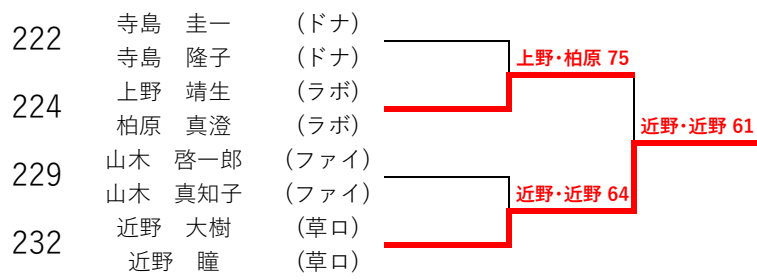 222
寺島 圭一 (ドナ)
寺島 隆子 (ドナ)
上野・柏原 75
224
上野 靖生 (ラボ)
柏原 真澄 (ラボ)
近野・近野 61
229
山木 啓一郎 (ファイ)
山木 真知子 (ファイ)
近野・近野 64
232
近野 大樹 (草ロ)
近野 瞳 (草ロ)